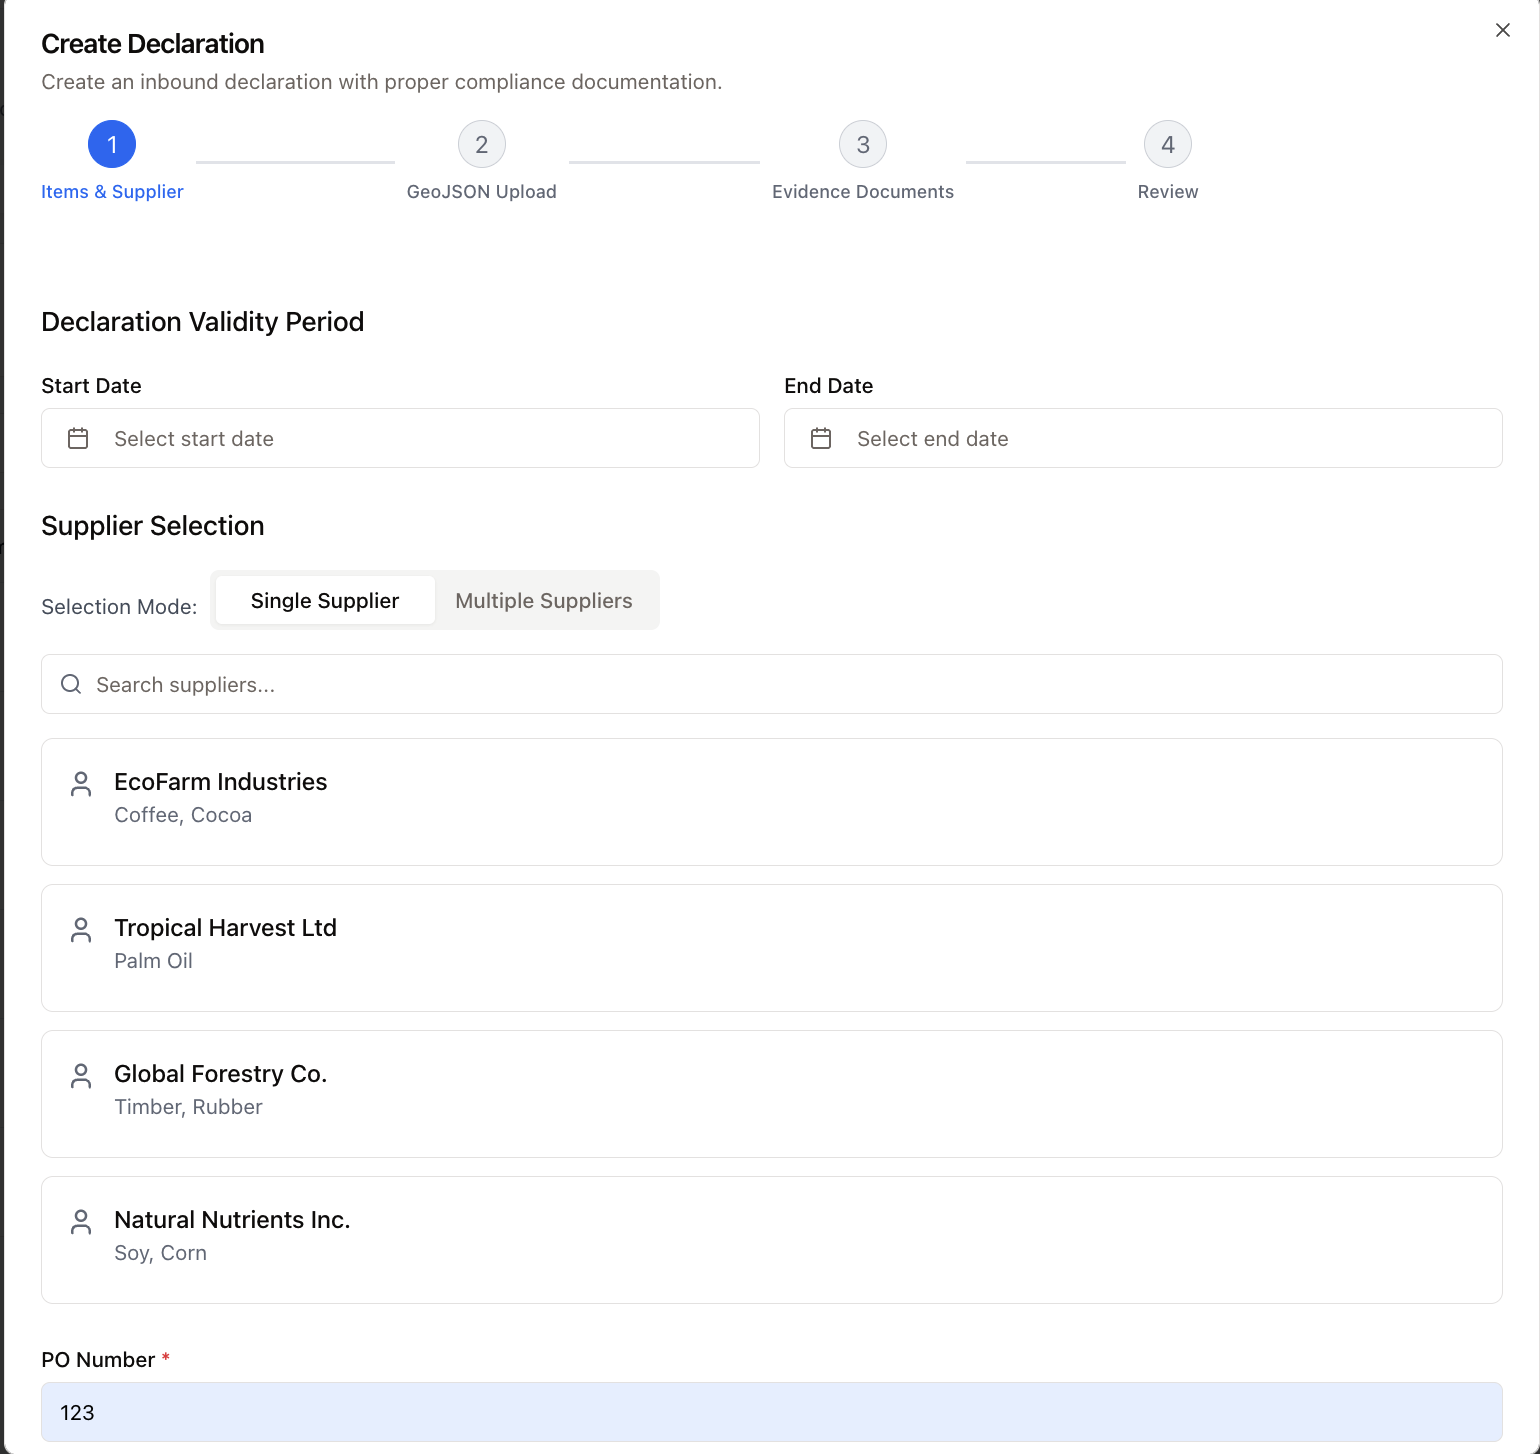 Create Declaration
Create an inbound declaration with proper compliance documentation.
1
2
3
4
Items & Supplier
GeoJSON Upload
Evidence Documents
Review
Declaration Validity Period
Start Date
End Date
Select start date
Select end date
Supplier Selection
Selection Mode:
Single Supplier
Multiple Suppliers
Search suppliers...
EcoFarm Industries
Coffee, Cocoa
Tropical Harvest Ltd
Palm Oil
Global Forestry Co.
Timber, Rubber
Natural Nutrients Inc.
Soy, Corn
PO Number *
123